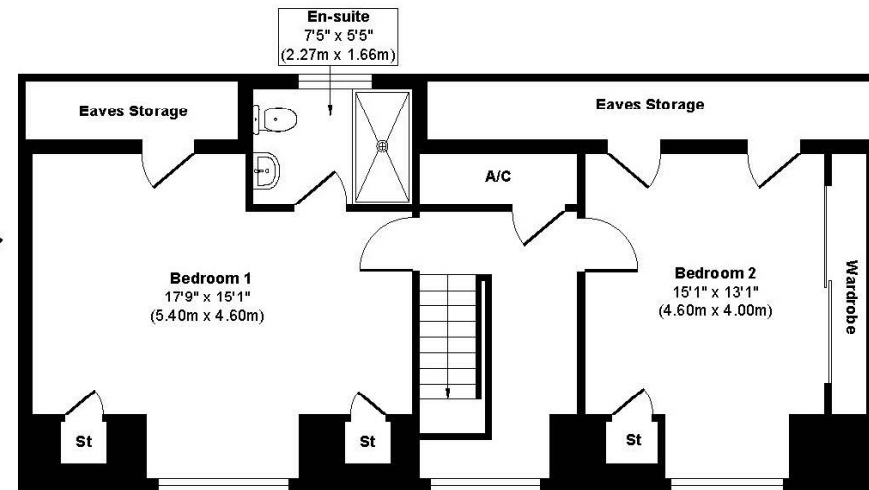 En-suite
7'5" x 5'5"
(2.27m x 1.66m)
Eaves Storage
Eaves Storage
A/C
Bedroom 1
17'9" x 15'1"
(5.40m x 4.60m)
Bedroom 2
15'1" x 13'1"
(4.60m x 4.00m)
Wardrobe
St
St
St